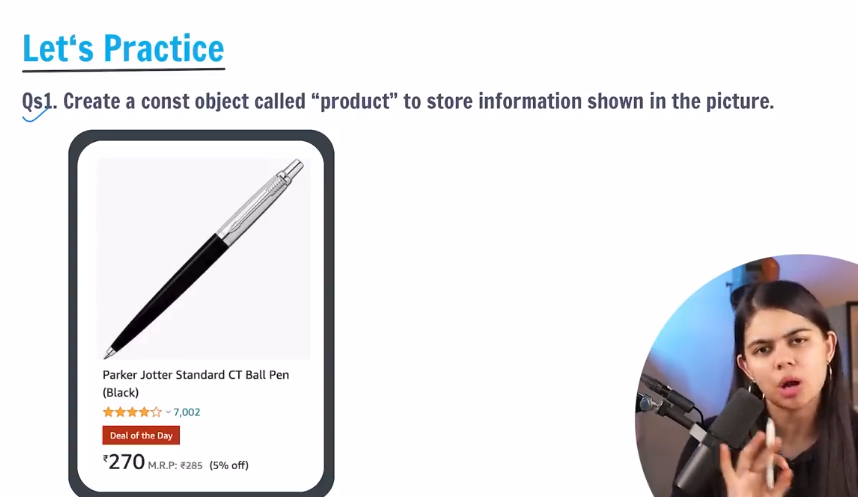 Let's Practice
Qs1. Create a const object called “product” to store information shown in the picture.
Parker Jotter Standard CT Ball Pen
(Black)
7,002
Deal of the Day
₹270 M.R.P: ₹285 (5% off)